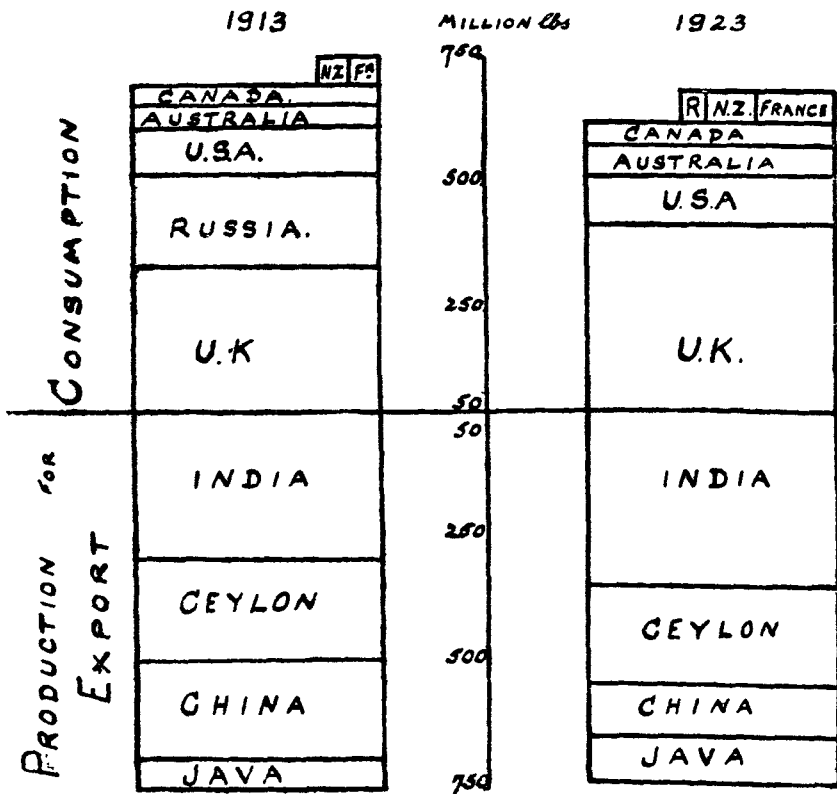 1913 MILLION lbs 1923
CONSUMPTION
NZ FR
CANADA.
AUSTRALIA
U.S.A.
RUSSIA.
U.K
750
500
250
50
50
250
500
750
R N.Z. FRANCE
CANADA
AUSTRALIA
U.S.A
U.K.
PRODUCTION FOR
EXPORT
INDIA
CEYLON
CHINA
JAVA
INDIA
CEYLON
CHINA
JAVA